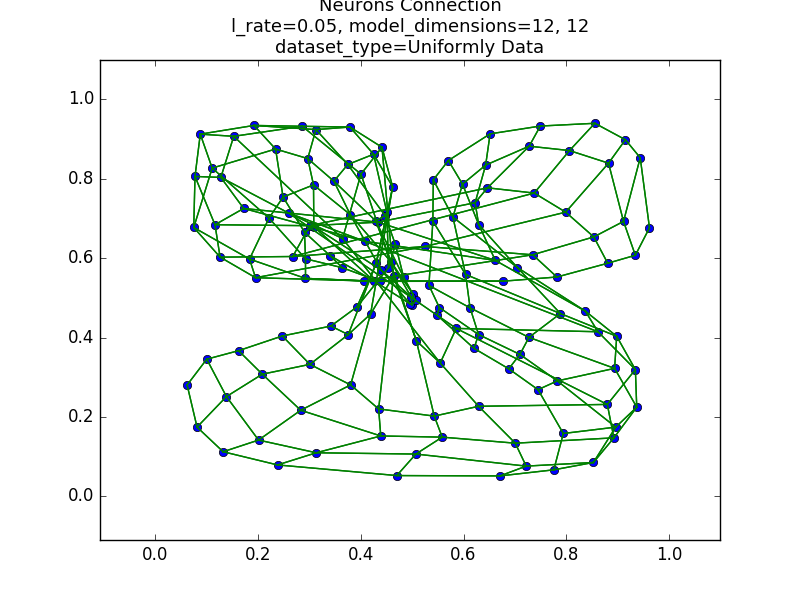 Neurons Connection
l_rate=0.05, model_dimensions=12, 12
dataset_type=Uniformly Data
1.0
0.8
0.6
0.4
0.2
0.0
0.0 0.2 0.4 0.6 0.8 1.0